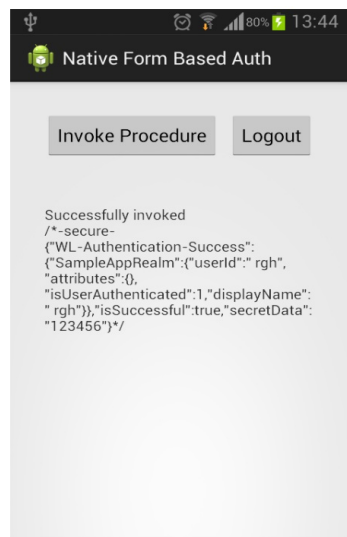 80% 13:44
Native Form Based Auth
Invoke Procedure Logout
Successfully invoked
/*-secure-
{"WL-Authentication-Success":
{"SampleAppRealm":{"userId":" rgh",
"attributes":{},
"isUserAuthenticated":1,"displayName":
" rgh"}},"isSuccessful":true,"secretData":
"123456"}*/